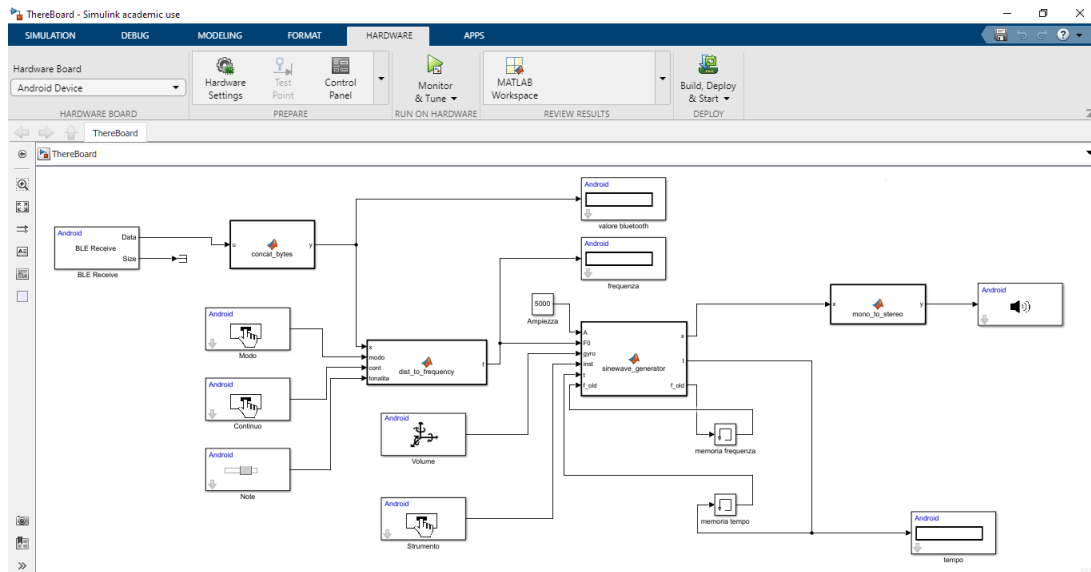 ThereBoard - Simulink academic use
SIMULATION
DEBUG
MODELING
FORMAT
HARDWARE
APPS
?
Hardware Board
Android Device
HARDWARE BOARD
Hardware
Settings
Test
Point
Control
Panel
PREPARE
Monitor
& Tune
RUN ON HARDWARE
MATLAB
Workspace
REVIEW RESULTS
Build, Deploy
& Start
DEPLOY
ThereBoard
ThereBoard
Android
BLE Receive
Data
Size
BLE Receive
u
concat_bytes
y
Android
valore bluetooth
Android
frequenza
5000
Ampiezza
Android
Modo
Android
Continuo
Android
Note
x
modo
cont
tonalita
dist_to_frequency
f
Android
Volume
Android
Strumento
A
F0
gyro
inst
t
f_old
sinewave_generator
x
t
f_old
memoria frequenza
memoria tempo
x
mono_to_stereo
y
Android
Android
tempo